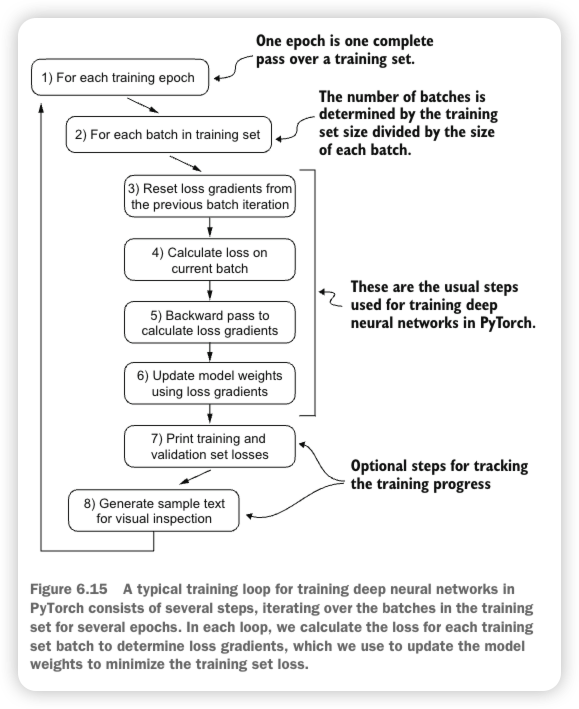 One epoch is one complete
pass over a training set.
1) For each training epoch
The number of batches is
determined by the training
set size divided by the size
of each batch.
2) For each batch in training set
3) Reset loss gradients from
the previous batch iteration
4) Calculate loss on
current batch
These are the usual steps
used for training deep
neural networks in PyTorch.
5) Backward pass to
calculate loss gradients
6) Update model weights
using loss gradients
7) Print training and
validation set losses
Optional steps for tracking
the training progress
8) Generate sample text
for visual inspection
Figure 6.15 A typical training loop for training deep neural networks in
PyTorch consists of several steps, iterating over the batches in the training
set for several epochs. In each loop, we calculate the loss for each training
set batch to determine loss gradients, which we use to update the model
weights to minimize the training set loss.